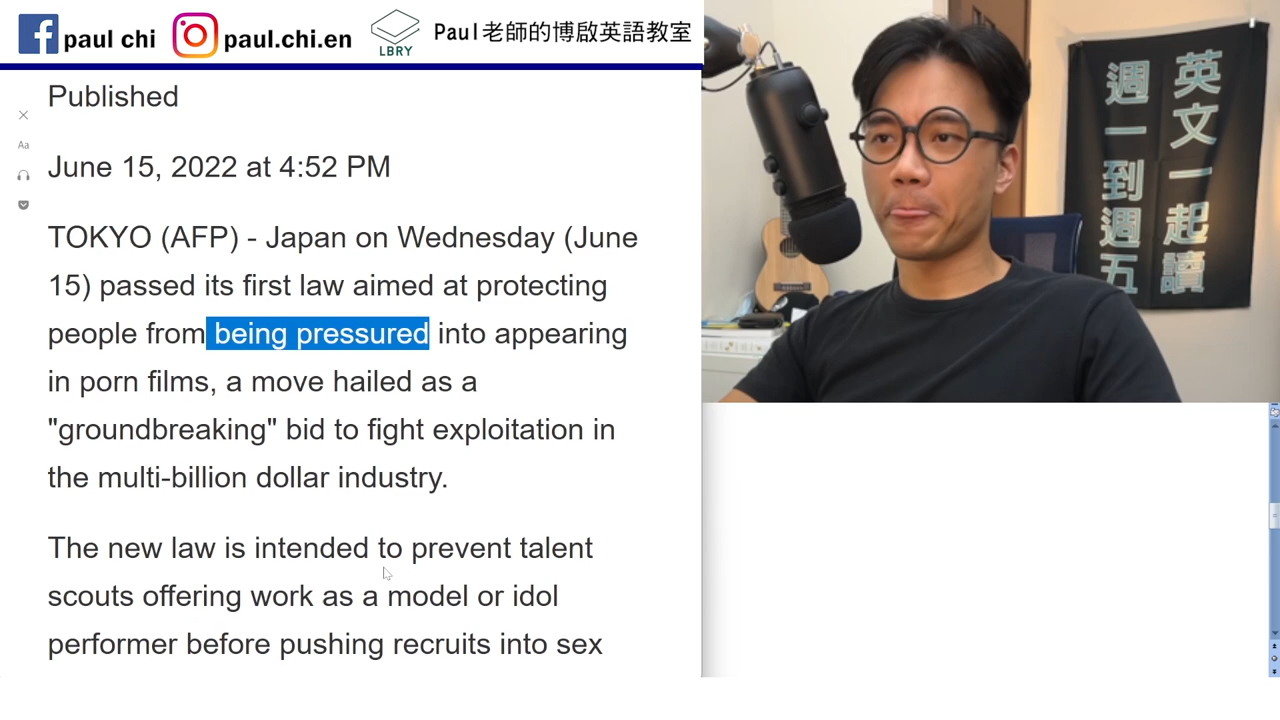 paul chi
paul.chi.en
LBRY
Paul老師的博啟英語教室
Published
Aa
June 15, 2022 at 4:52 PM
TOKYO (AFP) - Japan on Wednesday (June
15) passed its first law aimed at protecting
people from being pressured into appearing
in porn films, a move hailed as a
"groundbreaking" bid to fight exploitation in
the multi-billion dollar industry.
The new law is intended to prevent talent
scouts offering work as a model or idol
performer before pushing recruits into sex
英文一起讀
週一到週五